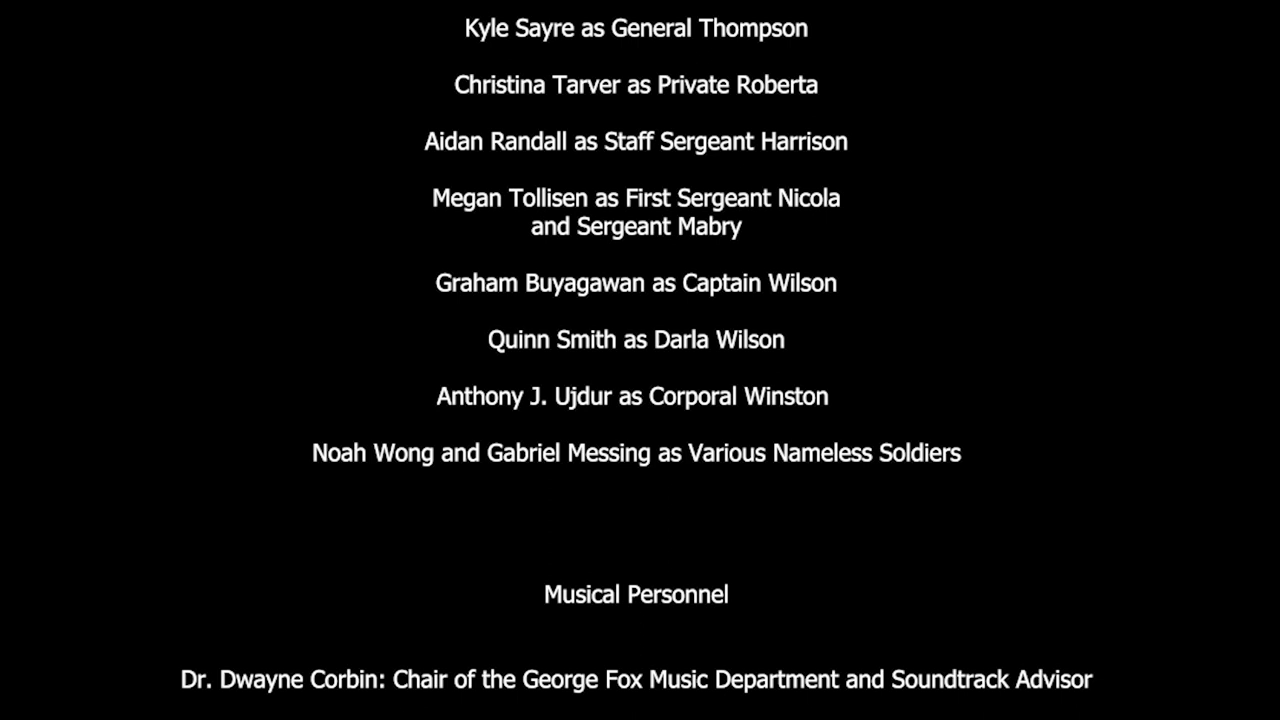 Kyle Sayre as General Thompson
Christina Tarver as Private Roberta
Aidan Randall as Staff Sergeant Harrison
Megan Tollisen as First Sergeant Nicola
and Sergeant Mabry
Graham Buyagawan as Captain Wilson
Quinn Smith as Darla Wilson
Anthony J. Ujdur as Corporal Winston
Noah Wong and Gabriel Messing as Various Nameless Soldiers
Musical Personnel
Dr. Dwayne Corbin: Chair of the George Fox Music Department and Soundtrack Advisor